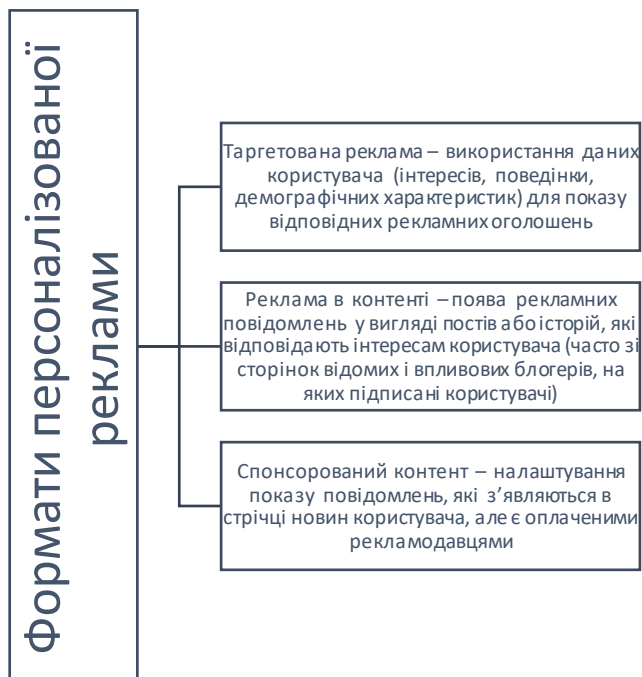 Формати персоналізованої
реклами
Таргетована реклама – використання даних
користувача (інтересів, поведінки,
демографічних характеристик) для показу
відповідних рекламних оголошень
Реклама в контенті – поява рекламних
повідомлень у вигляді постів або історій, які
відповідають інтересам користувача (часто зі
сторінок відомих і впливових блогерів, на
яких підписані користувачі)
Спонсорований контент – налаштування
показу повідомлень, які з’являються в
стрічці новин користувача, але є оплаченими
рекламодавцями